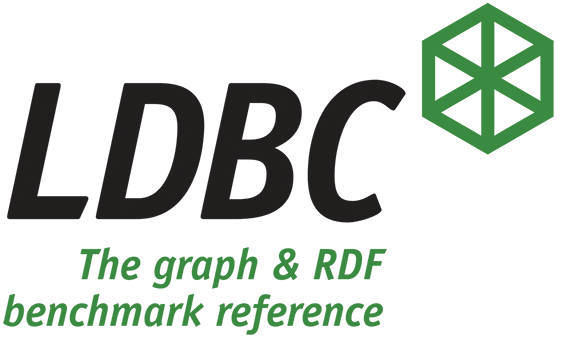 LDBC
The graph & RDF
benchmark reference